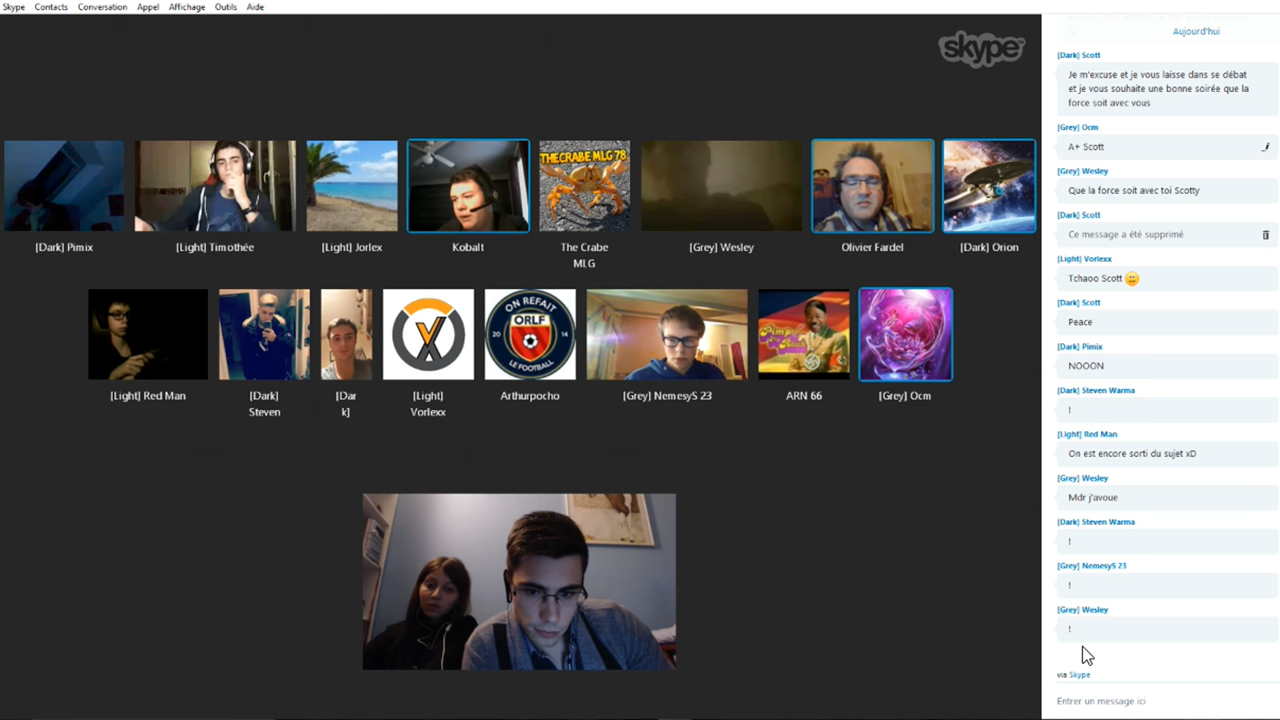 Skype Contacts Conversation Appel Affichage Outils Aide
skype
THECRABE MLG 78
[Dark] Pimix
[Light] Timothée
[Light] Jorlex
Kobalt
The Crabe
MLG
[Grey] Wesley
Olivier Fardel
[Dark] Orion
ON REFAIT
ORLF
20 14
LE FOOTBALL
[Light] Red Man
[Dark]
Steven
[Dar
k]
[Light]
Vorlexx
Arthurpocho
[Grey] NemesyS 23
ARN 66
[Grey] Ocm
Aujourd'hui
[Dark] Scott
Je m'excuse et je vous laisse dans se débat
et je vous souhaite une bonne soirée que la
force soit avec vous
[Grey] Ocm
A+ Scott
[Grey] Wesley
Que la force soit avec toi Scotty
[Dark] Scott
Ce message a été supprimé
[Light] Vorlexx
Tchaoo Scott
[Dark] Scott
Peace
[Dark] Pimix
NOOON
[Dark] Steven Warma
!
[Light] Red Man
On est encore sorti du sujet xD
[Grey] Wesley
Mdr j'avoue
[Dark] Steven Warma
!
[Grey] NemesyS 23
!
[Grey] Wesley
!
via Skype
Entrer un message ici